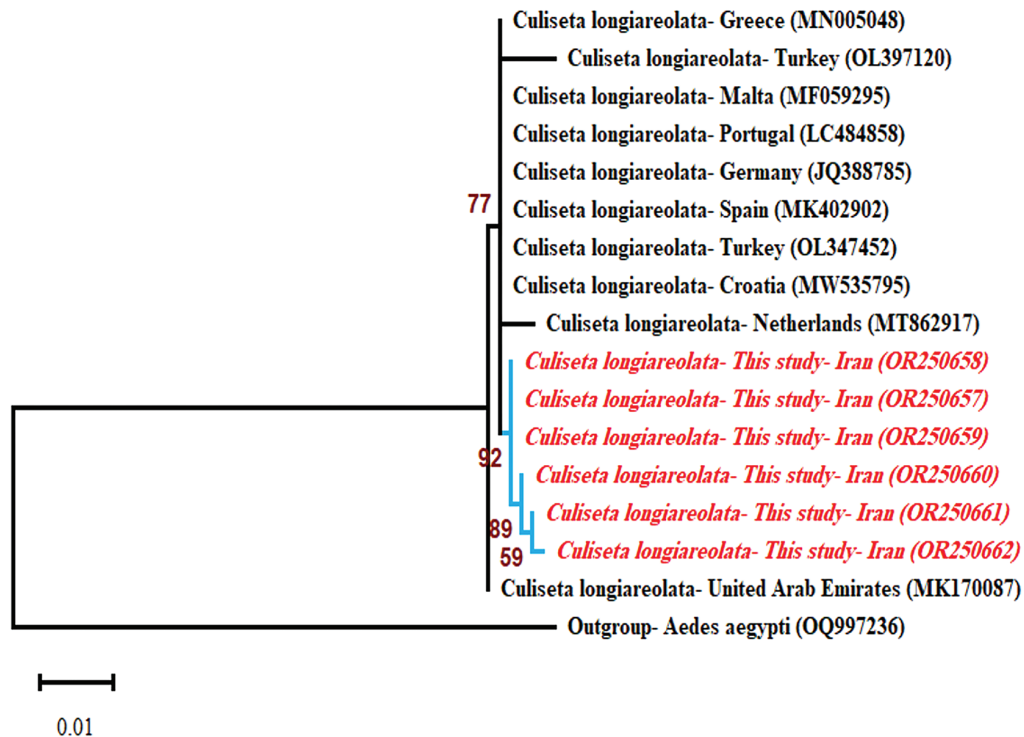 Culiseta longiareolata- Greece (MN005048)
Culiseta longiareolata- Turkey (OL397120)
Culiseta longiareolata- Malta (MF059295)
Culiseta longiareolata- Portugal (LC484858)
Culiseta longiareolata- Germany (JQ388785)
77
Culiseta longiareolata- Spain (MK402902)
Culiseta longiareolata- Turkey (OL347452)
Culiseta longiareolata- Croatia (MW535795)
Culiseta longiareolata- Netherlands (MT862917)
Culiseta longiareolata- This study- Iran (OR250658)
Culiseta longiareolata- This study- Iran (OR250657)
Culiseta longiareolata- This study- Iran (OR250659)
92
Culiseta longiareolata- This study- Iran (OR250660)
Culiseta longiareolata- This study- Iran (OR250661)
89
Culiseta longiareolata- This study- Iran (OR250662)
59
Culiseta longiareolata- United Arab Emirates (MK170087)
Outgroup- Aedes aegypti (OQ997236)
0.01